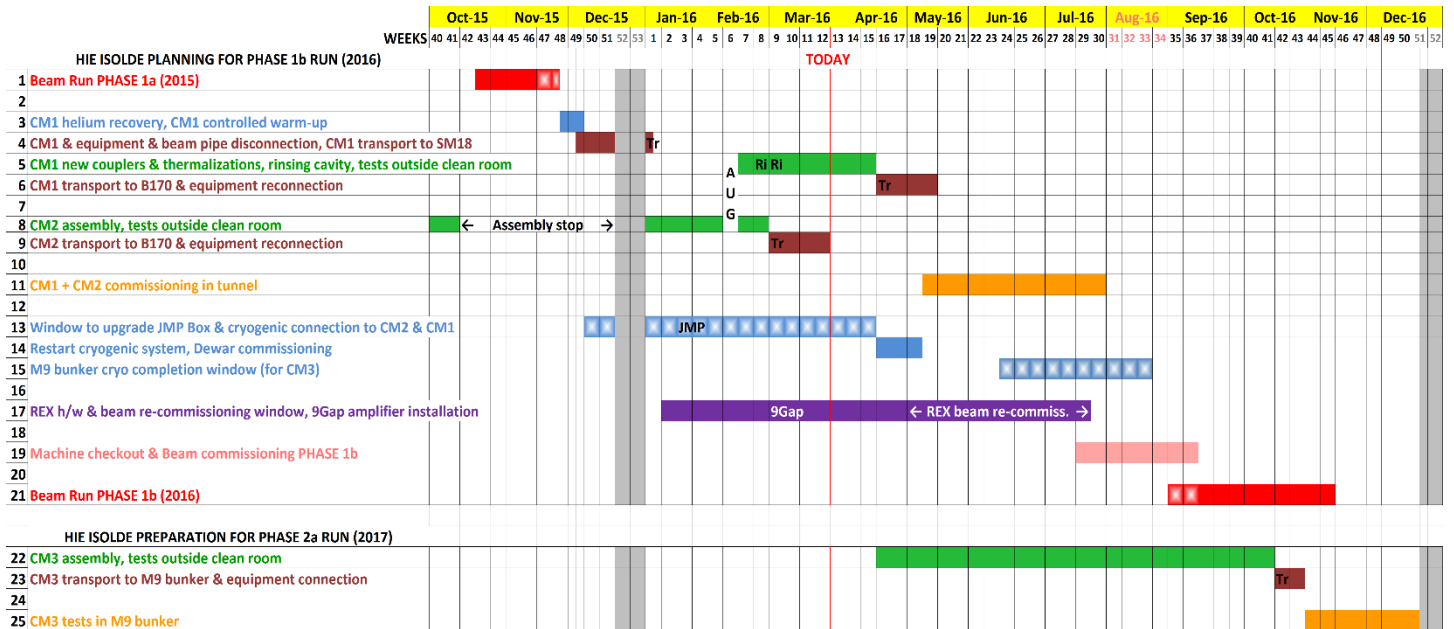 Oct-15 Nov-15 Dec-15 Jan-16 Feb-16 Mar-16 Apr-16 May-16 Jun-16 Jul-16 Aug-16 Sep-16 Oct-16 Nov-16 Dec-16
WEEKS 40 41 42 43 44 45 46 47 48 49 50 51 52 53 1 2 3 4 5 6 7 8 9 10 11 12 13 14 15 16 17 18 19 20 21 22 23 24 25 26 27 28 29 30 31 32 33 34 35 36 37 38 39 40 41 42 43 44 45 46 47 48 49 50 51 52
HIE ISOLDE PLANNING FOR PHASE 1b RUN (2016) TODAY
1 Beam Run PHASE 1a (2015)
2
3 CM1 helium recovery, CM1 controlled warm-up
4 CM1 & equipment & beam pipe disconnection, CM1 transport to SM18 Tr
5 CM1 new couplers & thermalizations, rinsing cavity, tests outside clean room Ri Ri
A
6 CM1 transport to B170 & equipment reconnection Tr
U
7
G
8 CM2 assembly, tests outside clean room ← Assembly stop →
9 CM2 transport to B170 & equipment reconnection Tr
10
11 CM1 + CM2 commissioning in tunnel
12
13 Window to upgrade JMP Box & cryogenic connection to CM2 & CM1 JMP
14 Restart cryogenic system, Dewar commissioning
15 M9 bunker cryo completion window (for CM3)
16
17 REX h/w & beam re-commissioning window, 9Gap amplifier installation 9Gap ← REX beam re-commiss. →
18
19 Machine checkout & Beam commissioning PHASE 1b
20
21 Beam Run PHASE 1b (2016)
HIE ISOLDE PREPARATION FOR PHASE 2a RUN (2017)
22 CM3 assembly, tests outside clean room
23 CM3 transport to M9 bunker & equipment connection Tr
24
25 CM3 tests in M9 bunker